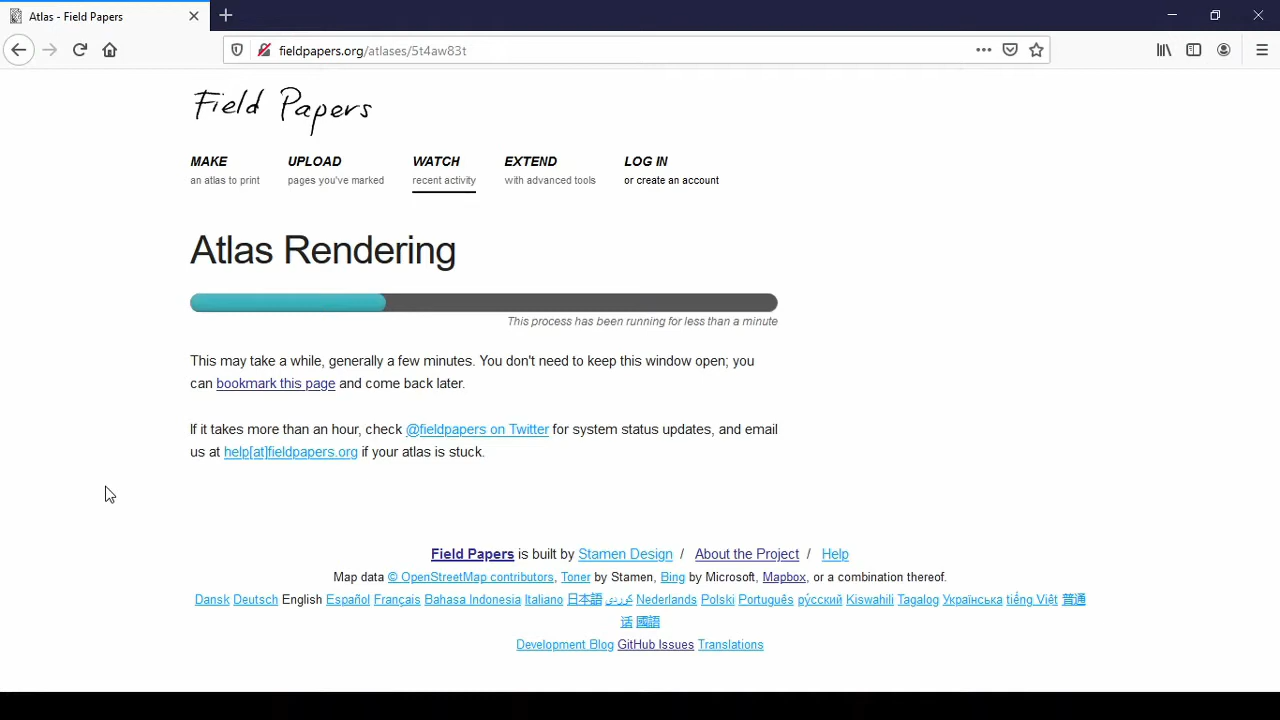 Atlas - Field Papers
fieldpapers.org/atlases/5t4aw83t
Field Papers
MAKE UPLOAD WATCH EXTEND LOG IN
an atlas to print pages you've marked recent activity with advanced tools or create an account
Atlas Rendering
This process has been running for less than a minute
This may take a while, generally a few minutes. You don't need to keep this window open; you
can bookmark this page and come back later.
If it takes more than an hour, check @fieldpapers on Twitter for system status updates, and email
us at help[at]fieldpapers.org if your atlas is stuck.
Field Papers is built by Stamen Design / About the Project / Help
Map data © OpenStreetMap contributors, Toner by Stamen, Bing by Microsoft, Mapbox, or a combination thereof.
Dansk Deutsch English Español Français Bahasa Indonesia Italiano 日本語 کوردی Nederlands Polski Português ру́сский Kiswahili Tagalog Українська tiếng Việt 普通
话 國語
Development Blog GitHub Issues Translations